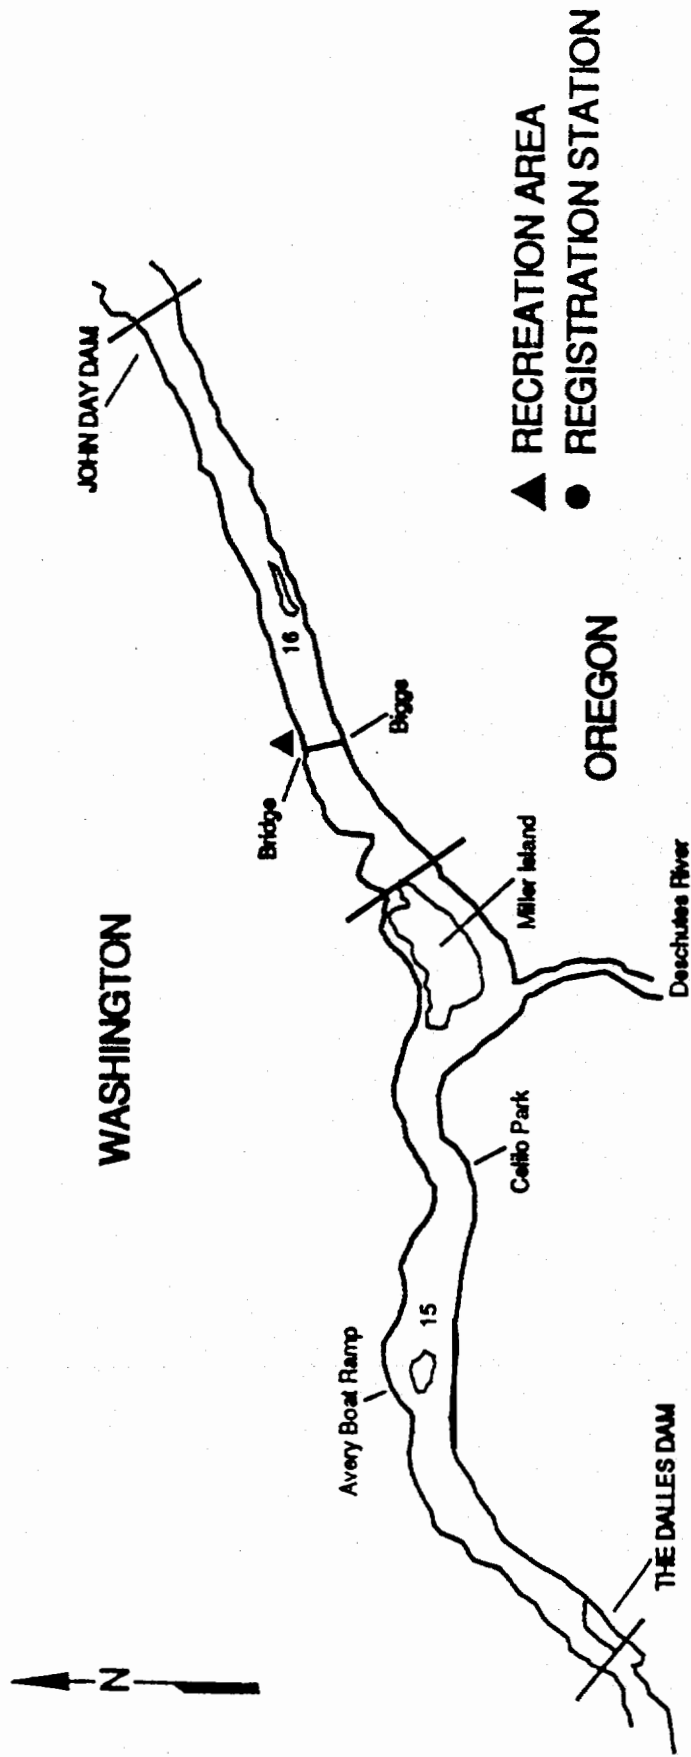 WASHINGTON
JOHN DAY DAM
16
Bridge
Biggs
Miller Island
Deschutes River
Celilo Park
15
Avery Boat Ramp
THE DALLES DAM
OREGON
RECREATION AREA
REGISTRATION STATION
N